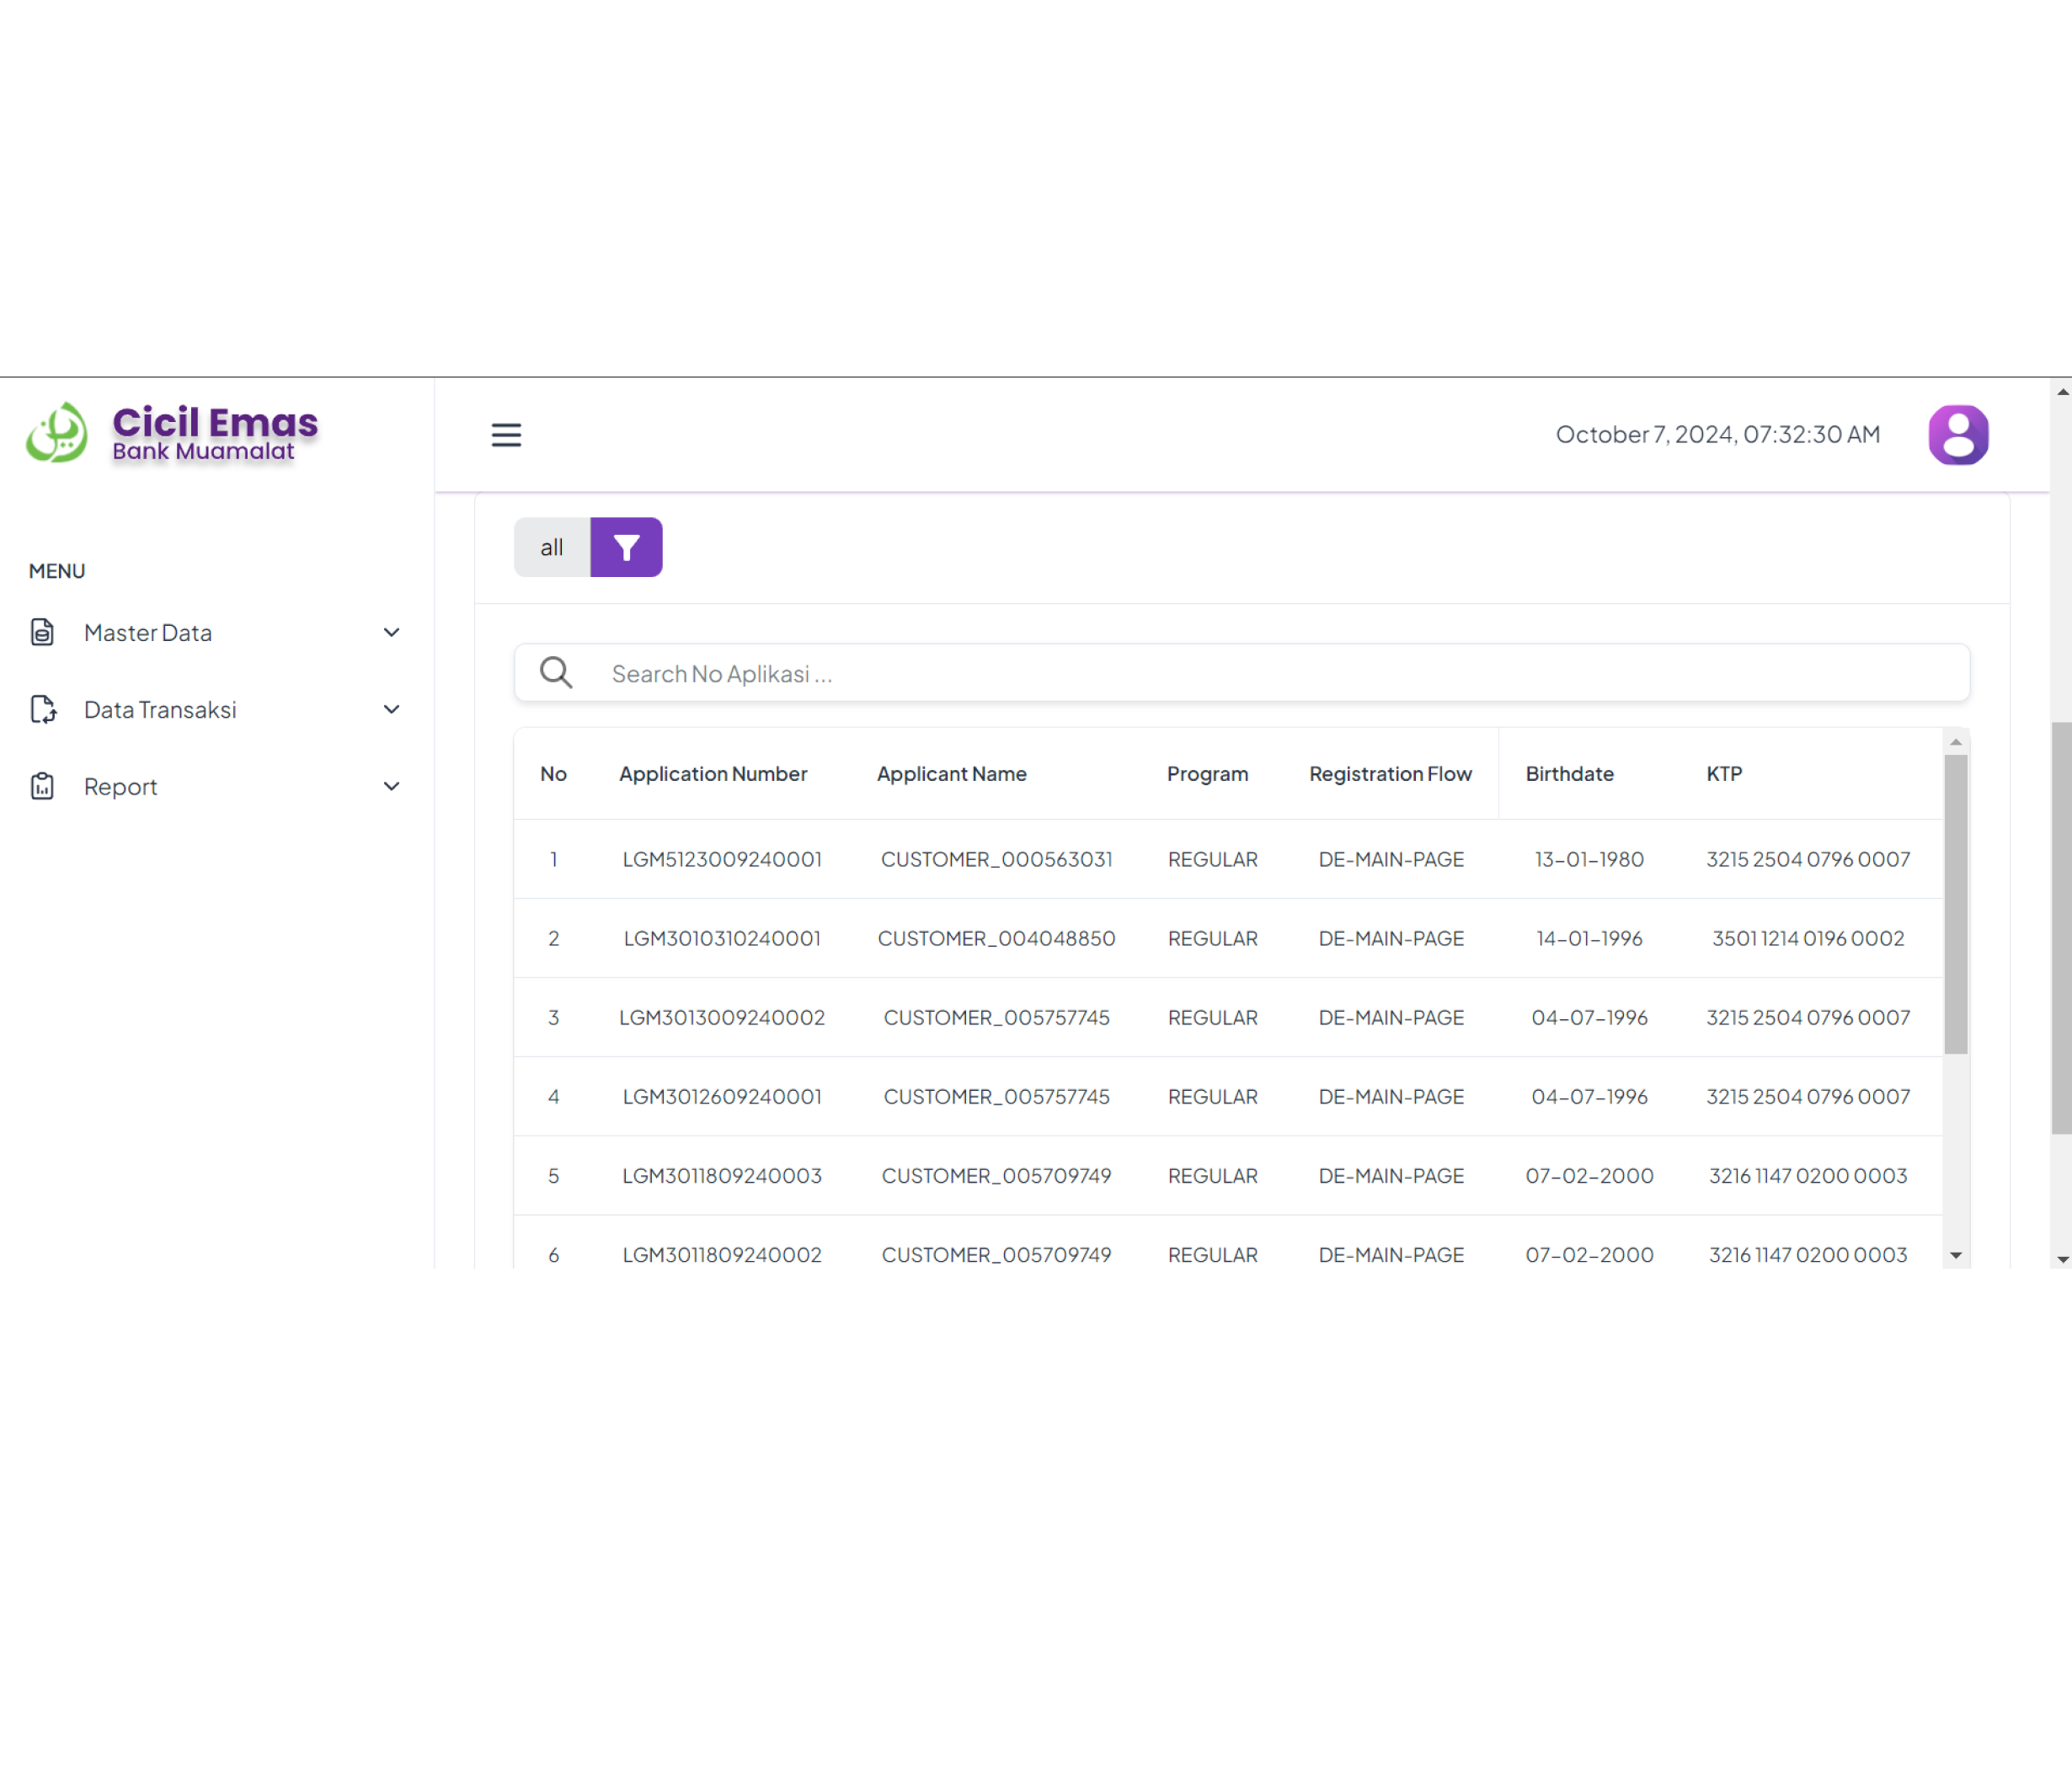 Cicil Emas
Bank Muamalat
October 7, 2024, 07:32:30 AM
MENU
Master Data
Data Transaksi
Report
all
Search No Aplikasi ...
No Application Number Applicant Name Program Registration Flow Birthdate KTP
1 LGM5123009240001 CUSTOMER_000563031 REGULAR DE-MAIN-PAGE 13-01-1980 3215 2504 0796 0007
2 LGM3010310240001 CUSTOMER_004048850 REGULAR DE-MAIN-PAGE 14-01-1996 3501 1214 0196 0002
3 LGM3013009240002 CUSTOMER_005757745 REGULAR DE-MAIN-PAGE 04-07-1996 3215 2504 0796 0007
4 LGM3012609240001 CUSTOMER_005757745 REGULAR DE-MAIN-PAGE 04-07-1996 3215 2504 0796 0007
5 LGM3011809240003 CUSTOMER_005709749 REGULAR DE-MAIN-PAGE 07-02-2000 3216 1147 0200 0003
6 LGM3011809240002 CUSTOMER_005709749 REGULAR DE-MAIN-PAGE 07-02-2000 3216 1147 0200 0003